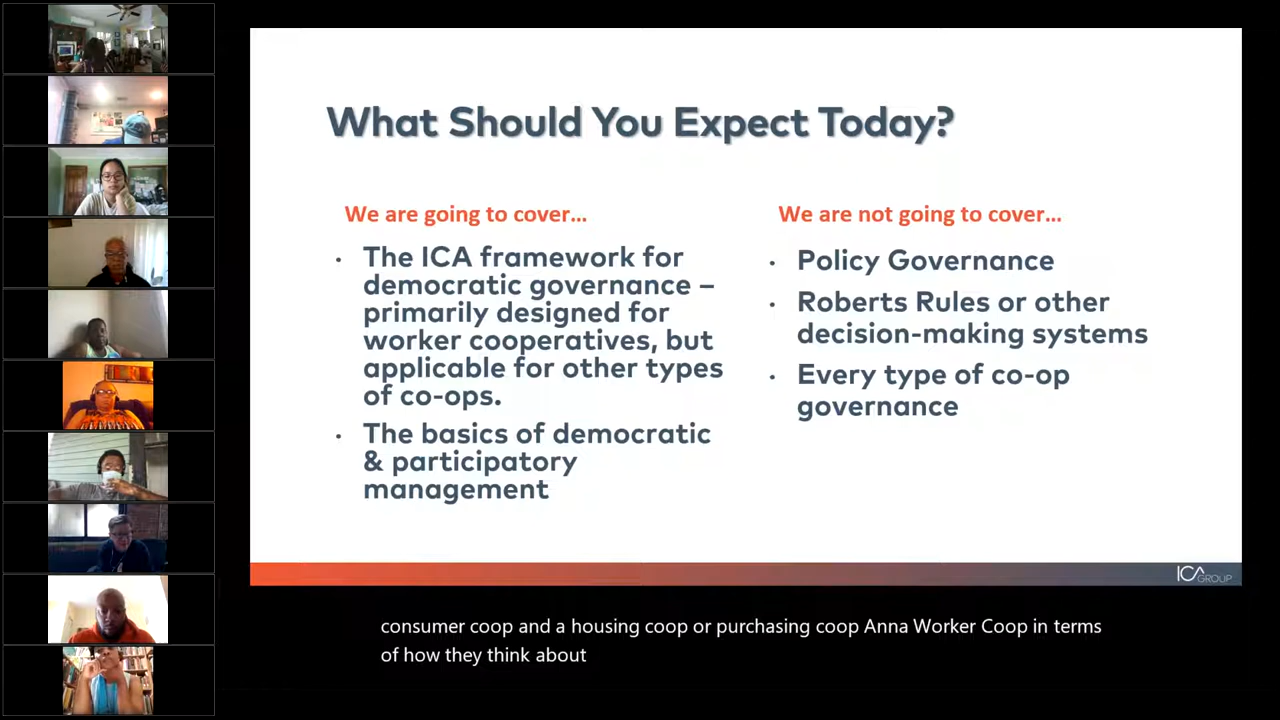 What Should You Expect Today?
We are going to cover...
• The ICA framework for
democratic governance –
primarily designed for
worker cooperatives, but
applicable for other types
of co-ops.
• The basics of democratic
& participatory
management
We are not going to cover...
• Policy Governance
• Roberts Rules or other
decision-making systems
• Every type of co-op
governance
ICA
GROUP
consumer coop and a housing coop or purchasing coop Anna Worker Coop in terms
of how they think about